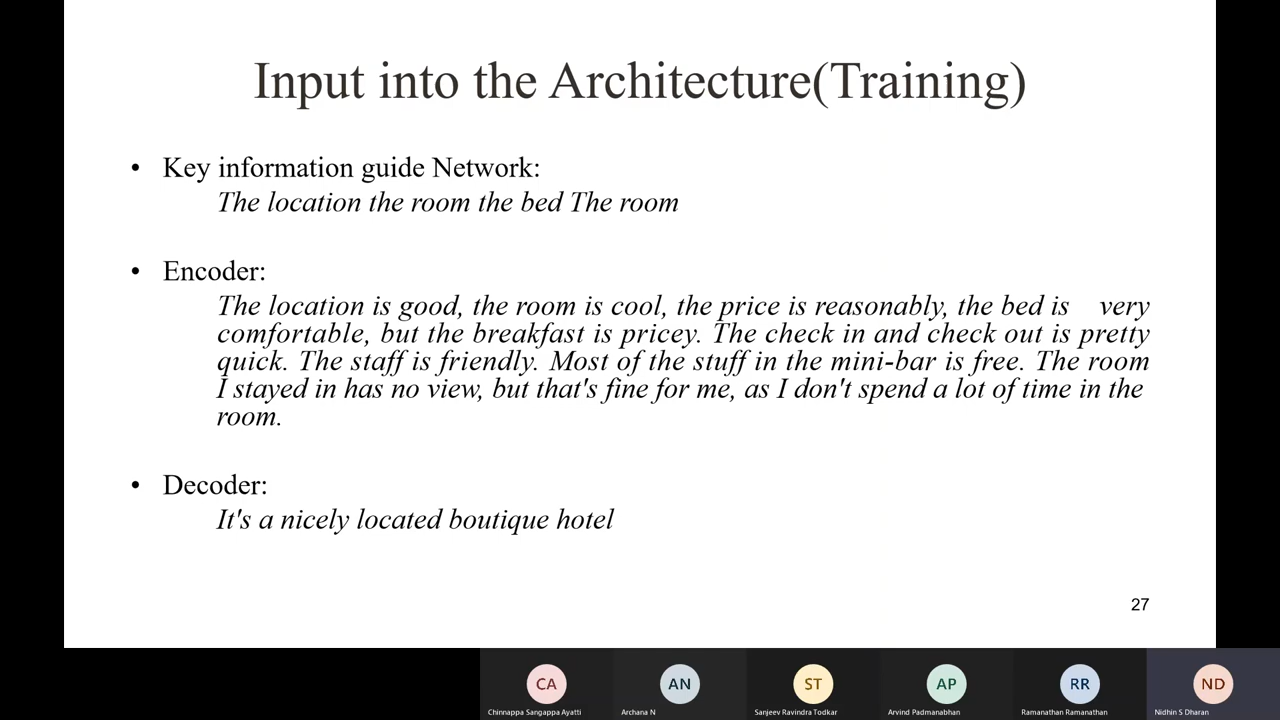 Input into the Architecture(Training)
• Key information guide Network:
The location the room the bed The room
• Encoder:
The location is good, the room is cool, the price is reasonably, the bed is very
comfortable, but the breakfast is pricey. The check in and check out is pretty
quick. The staff is friendly. Most of the stuff in the mini-bar is free. The room
I stayed in has no view, but that's fine for me, as I don't spend a lot of time in the
room.
• Decoder:
It's a nicely located boutique hotel
27
CA AN ST AP RR ND
Chinnappa Sangappa Ayatti Archana N Sanjeev Ravindra Todkar Arvind Padmanabhan Ramanathan Ramanathan Nidhin S Dharan